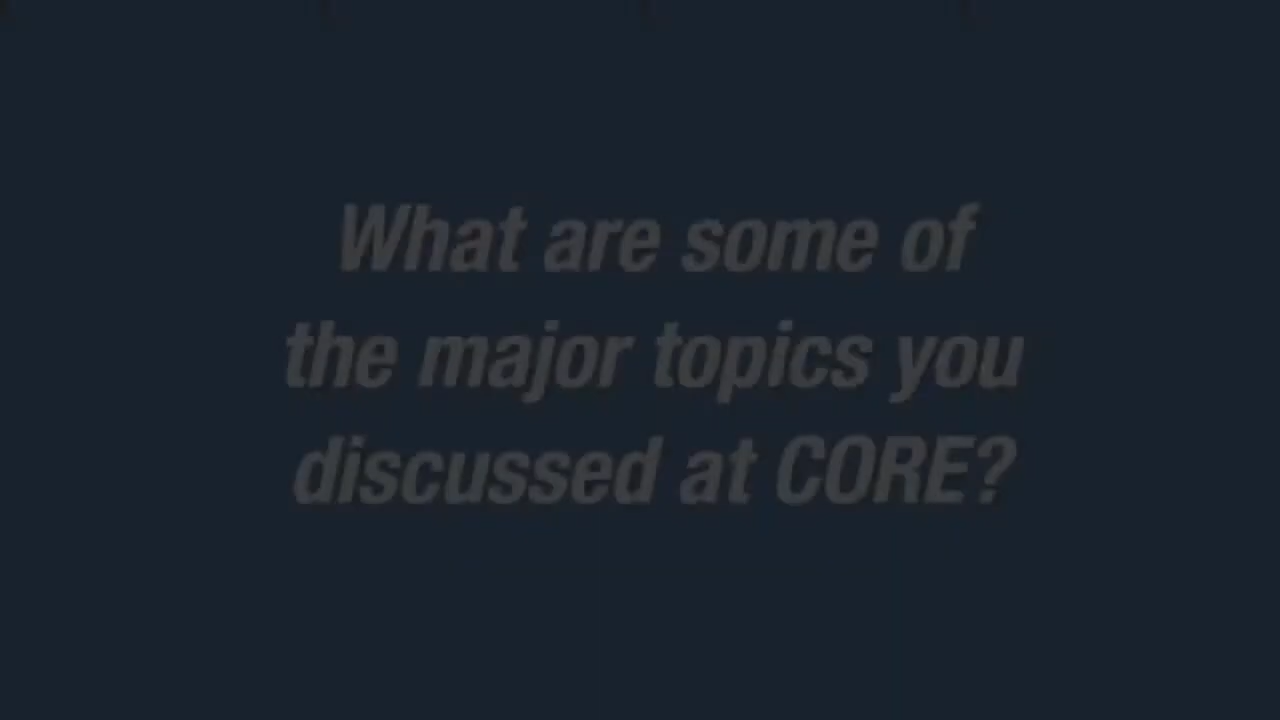 What are some of
the major topics you
discussed at CORE?